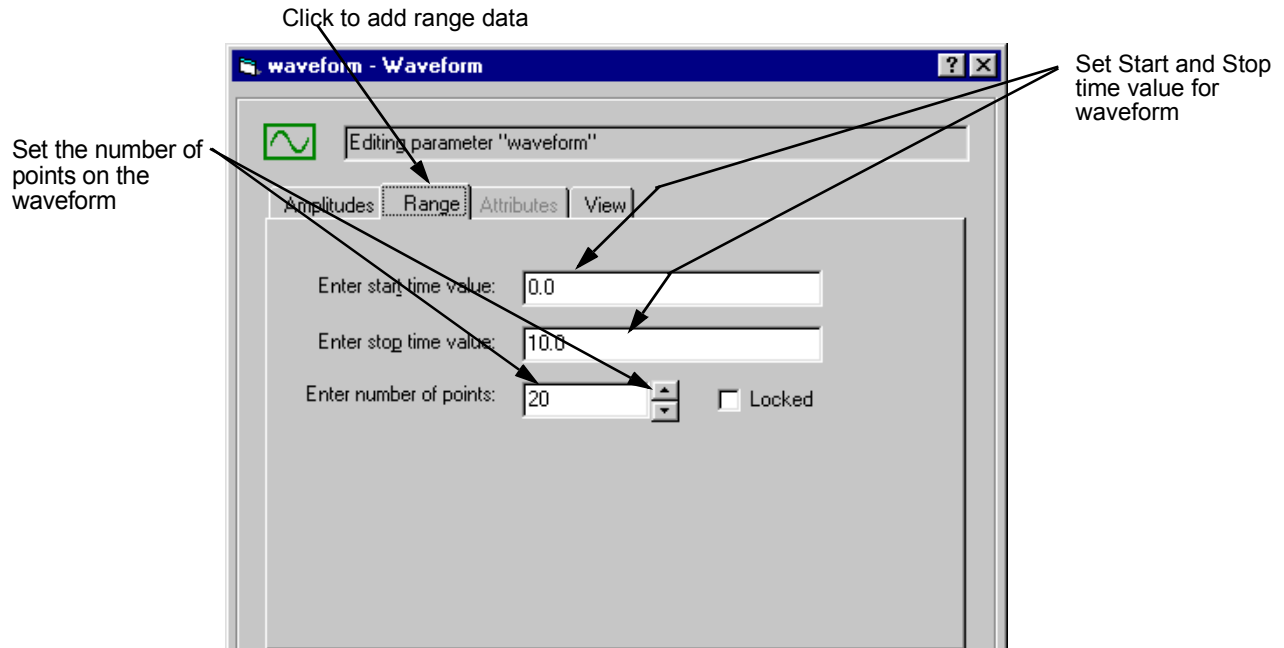 Click to add range data
waveform - Waveform
Set Start and Stop
time value for
waveform
Editing parameter "waveform"
Set the number of
points on the
waveform
Amplitudes Range Attributes View
Enter start time value: 0.0
Enter stop time value: 10.0
Enter number of points: 20 Locked